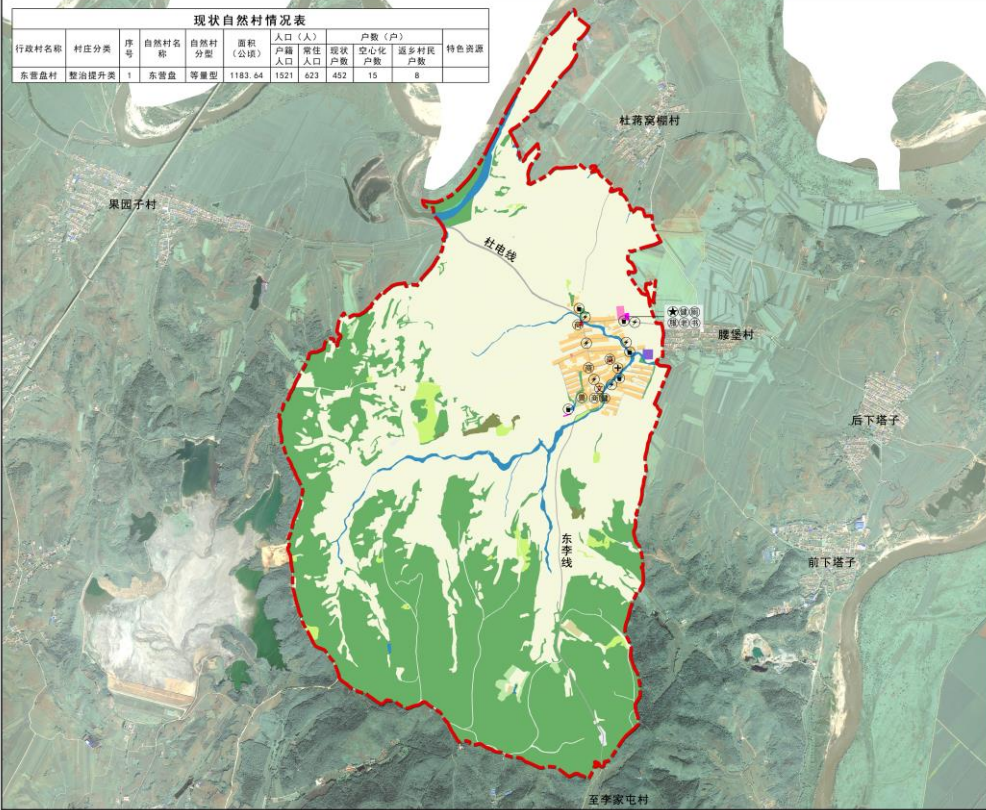 现状自然村情况表
行政村名称 村庄分类 序号 自然村名称 自然村分型 面积（公顷） 人口（人） 户数（户） 特色资源
户籍人口 常住人口 现状户数 空心化户数 返乡村民户数
东营盘村 整治提升类 1 东营盘 等量型 1183.64 1521 623 452 15 8
杜蒋窝棚村
果园子村
杜电线
腰堡村
后下塔子
东李线
前下塔子
至李家屯村